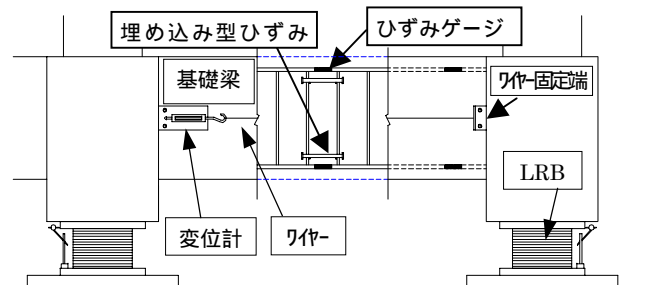 埋め込み型ひずみ
ひずみゲージ
基礎梁
ﾜｲﾔｰ固定端
LRB
変位計
ﾜｲﾔｰ